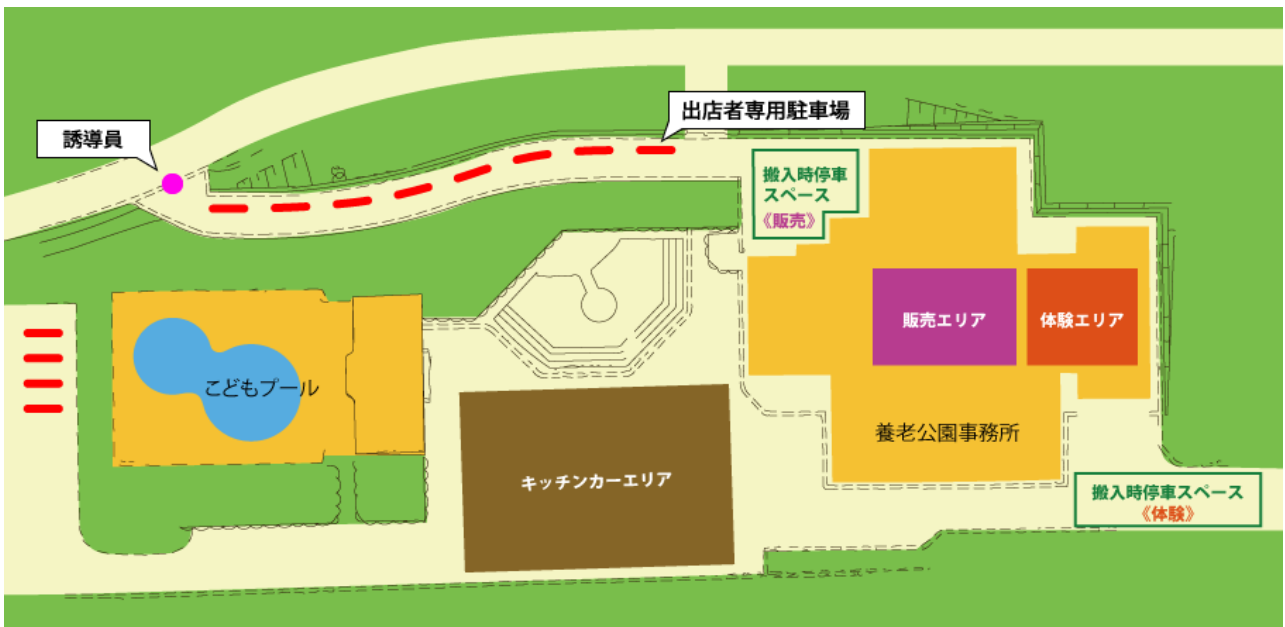 出店者専用駐車場
誘導員
搬入時停車
スペース
《販売》
販売エリア
体験エリア
こどもプール
養老公園事務所
キッチンカーエリア
搬入時停車スペース
《体験》